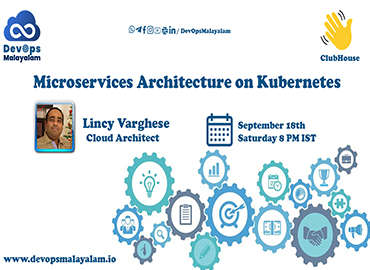 DevOps
Malayalam
/ DevOpsMalayalam
ClubHouse
Microservices Architecture on Kubernetes
Lincy Varghese
Cloud Architect
September 18th
Saturday 8 PM IST
www.devopsmalayalam.io